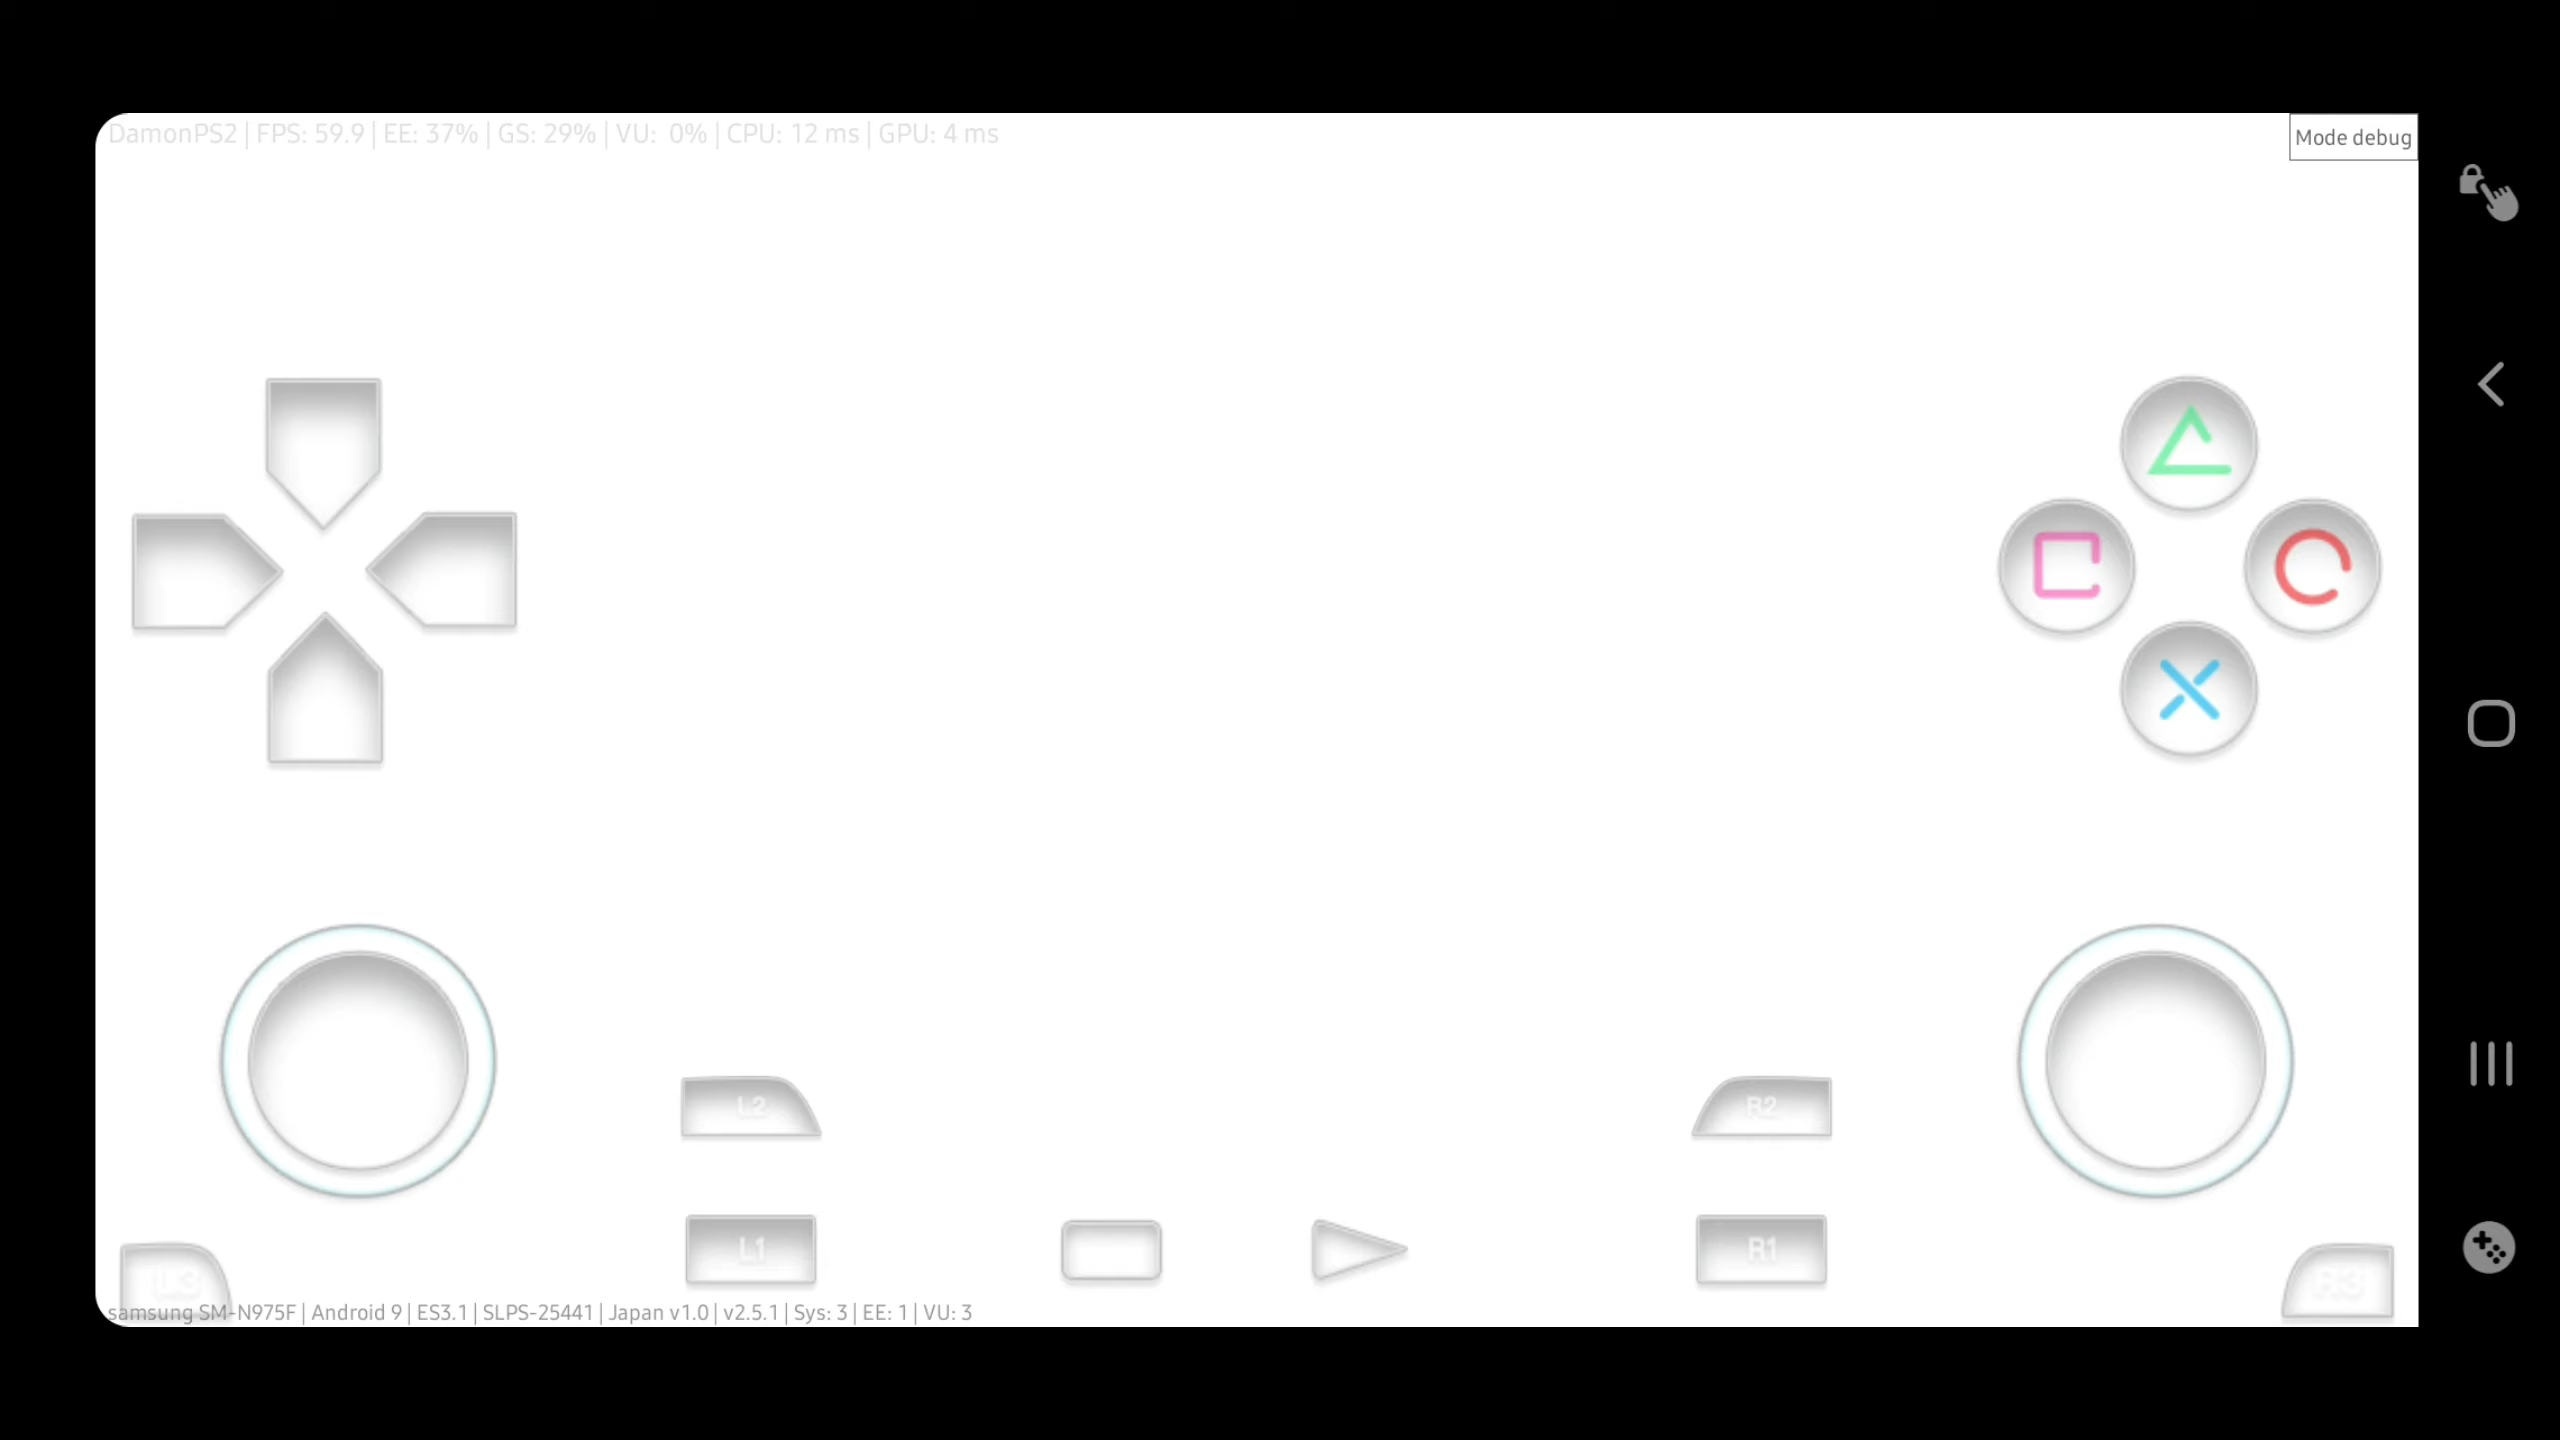 DamonPS2 | FPS: 59.9 | EE: 37% | GS: 29% | VU: 0% | CPU: 12 ms | GPU: 4 ms
Mode debug
L2
R2
L1
R1
L3
R3
samsung SM-N975F | Android 9 | ES3.1 | SLPS-25441 | Japan v1.0 | v2.5.1 | Sys: 3 | EE: 1 | VU: 3